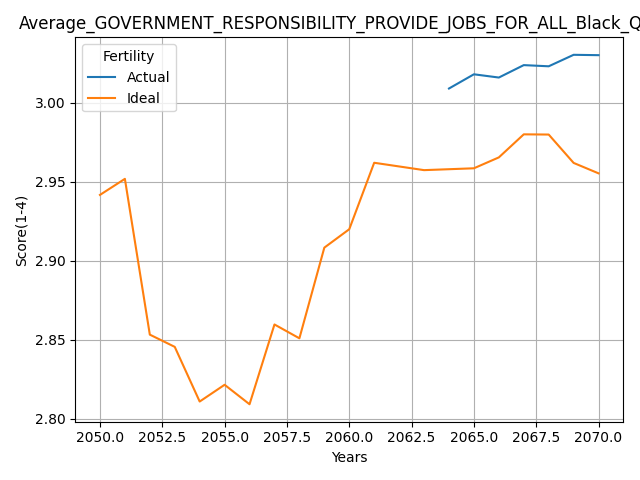 Average_GOVERNMENT_RESPONSIBILITY_PROVIDE_JOBS_FOR_ALL_Black_Q
Fertility
Actual
Ideal
3.00
2.95
2.90
2.85
2.80
Score(1-4)
2050.0 2052.5 2055.0 2057.5 2060.0 2062.5 2065.0 2067.5 2070.0
Years